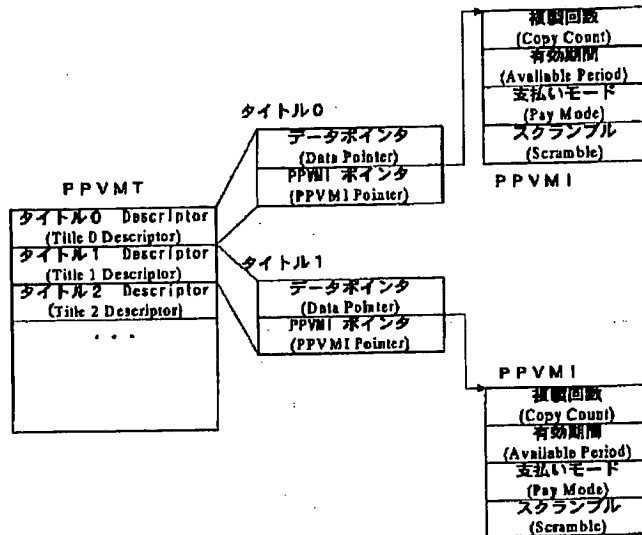 複製回数
(Copy Count)
有効期間
(Available Period)
支払いモード
(Pay Mode)
スクランブル
(Scramble)
PPVMI
タイトル0
データポインタ
(Data Pointer)
PPVMI ポインタ
(PPVMI Pointer)
PPVMT
タイトル0 Descriptor
(Title 0 Descriptor)
タイトル1 Descriptor
(Title 1 Descriptor)
タイトル2 Descriptor
(Title 2 Descriptor)
・・・
タイトル1
データポインタ
(Data Pointer)
PPVMI ポインタ
(PPVMI Pointer)
PPVMI
複製回数
(Copy Count)
有効期間
(Available Period)
支払いモード
(Pay Mode)
スクランブル
(Scramble)